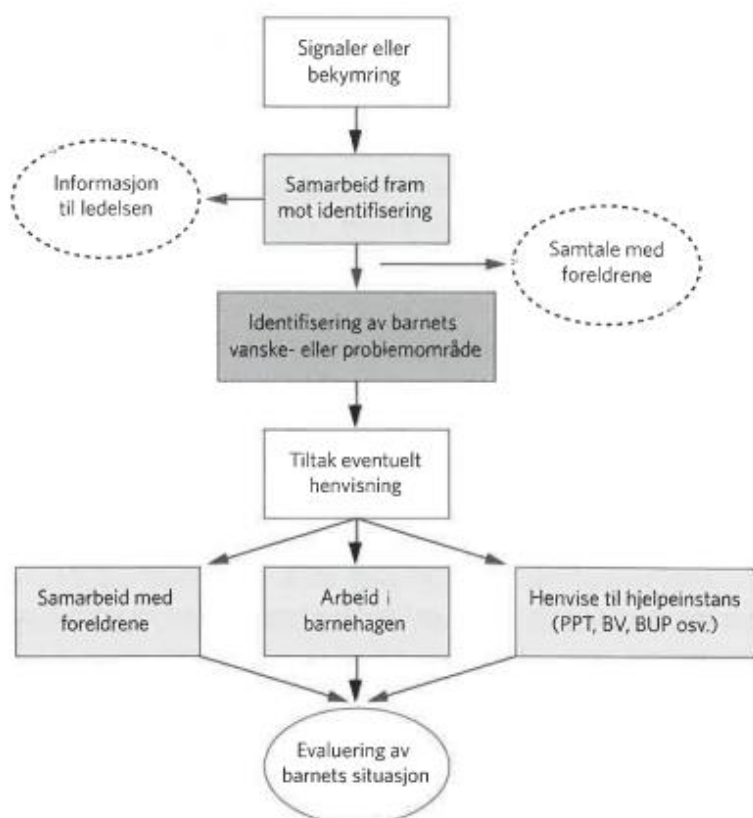 Signaler eller
bekymring
Informasjon
til ledelsen
Samarbeid fram
mot identifisering
Samtale med
foreldrene
Identifisering av barnets
vanske- eller problemområde
Tiltak eventuelt
henvisning
Samarbeid med
foreldrene
Arbeid i
barnehagen
Henvise til hjelpeinstans
(PPT, BV, BUP osv.)
Evaluering av
barnets situasjon